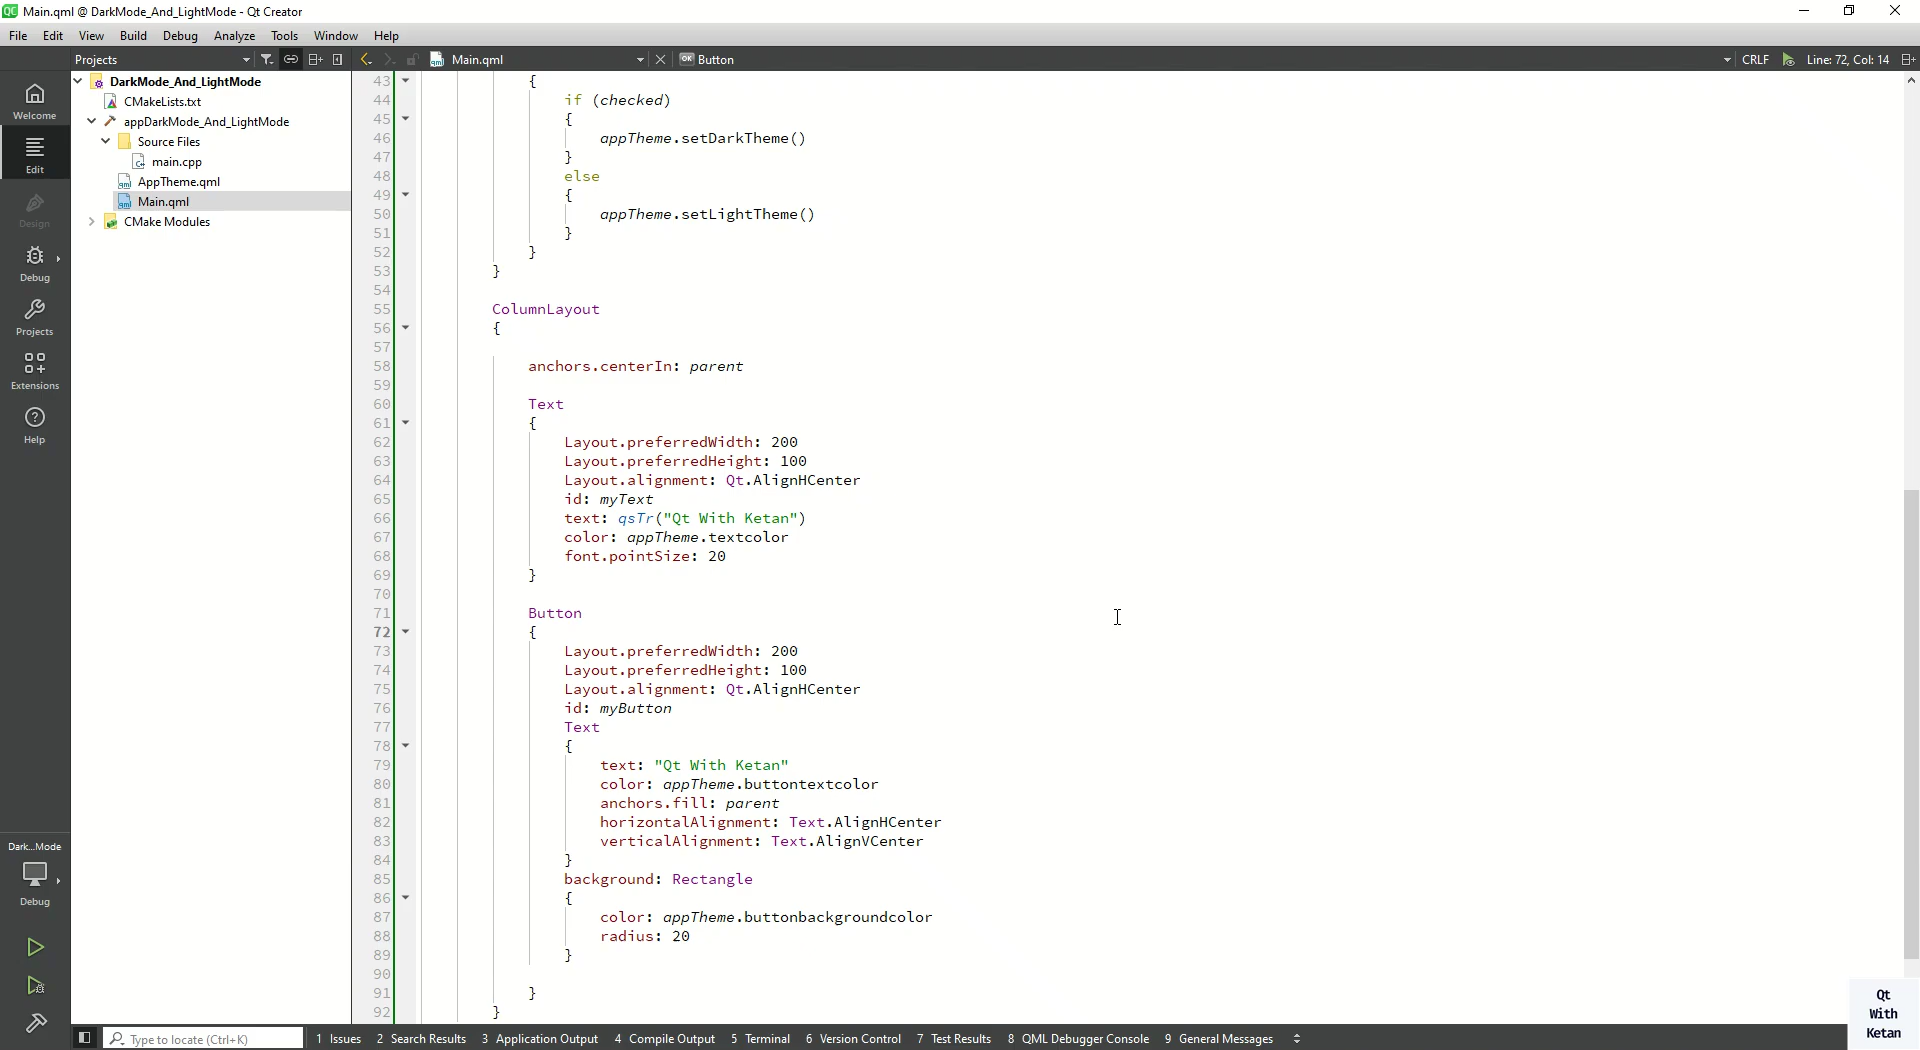 Main.qml @ DarkMode_And_LightMode - Qt Creator
File Edit View Build Debug Analyze Tools Window Help
Projects Main.qml Button CRLF Line: 72, Col: 14
Welcome
Edit
Design
Debug
Projects
Extensions
Help
DarkMode_And_LightMode
CMakeLists.txt
appDarkMode_And_LightMode
Source Files
main.cpp
AppTheme.qml
Main.qml
CMake Modules
43 {
44 if (checked)
45 {
46 appTheme.setDarkTheme()
47 }
48 else
49 {
50 appTheme.setLightTheme()
51 }
52 }
53 }
54
55 ColumnLayout
56 {
57
58 anchors.centerIn: parent
59
60 Text
61 {
62 Layout.preferredWidth: 200
63 Layout.preferredHeight: 100
64 Layout.alignment: Qt.AlignHCenter
65 id: myText
66 text: qsTr("Qt With Ketan")
67 color: appTheme.textcolor
68 font.pointSize: 20
69 }
70
71 Button
72 {
73 Layout.preferredWidth: 200
74 Layout.preferredHeight: 100
75 Layout.alignment: Qt.AlignHCenter
76 id: myButton
77 Text
78 {
79 text: "Qt With Ketan"
80 color: appTheme.buttontextcolor
81 anchors.fill: parent
82 horizontalAlignment: Text.AlignHCenter
83 verticalAlignment: Text.AlignVCenter
84 }
85 background: Rectangle
86 {
87 color: appTheme.buttonbackgroundcolor
88 radius: 20
89 }
90
91 }
92 }
Dark...Mode
Debug
Type to locate (Ctrl+K) 1 Issues 2 Search Results 3 Application Output 4 Compile Output 5 Terminal 6 Version Control 7 Test Results 8 QML Debugger Console 9 General Messages
Qt
With
Ketan